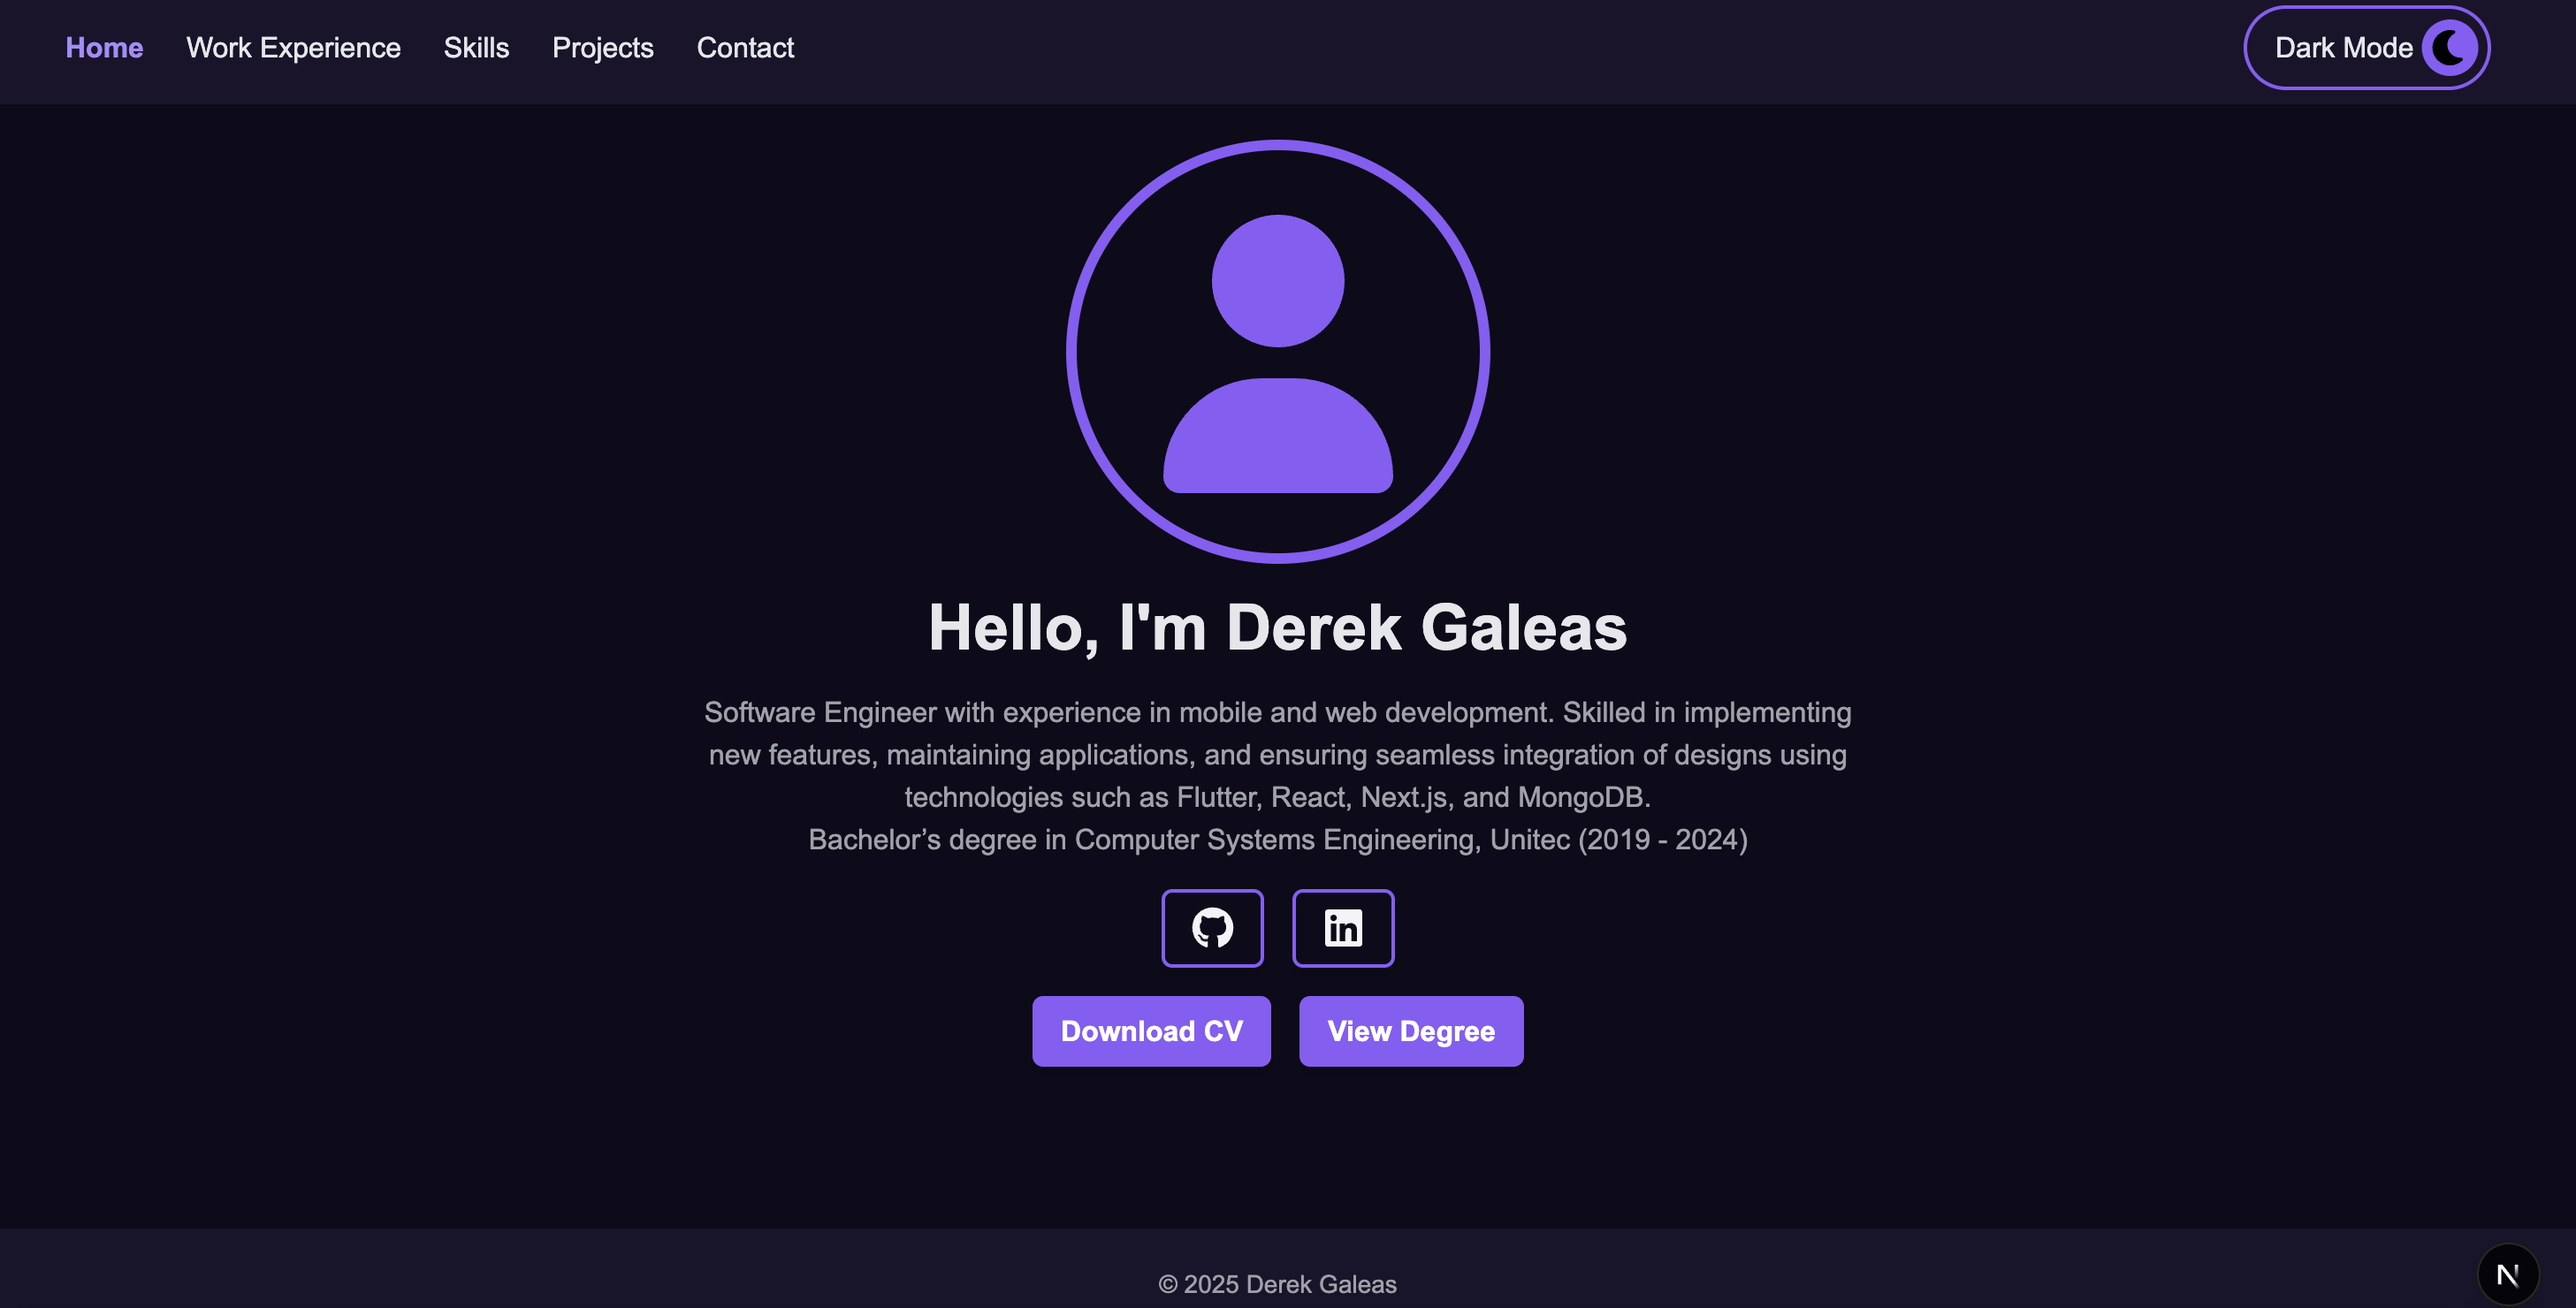 Home
Work Experience
Skills
Projects
Contact
Dark Mode
Hello, I'm Derek Galeas
Software Engineer with experience in mobile and web development. Skilled in implementing
new features, maintaining applications, and ensuring seamless integration of designs using
technologies such as Flutter, React, Next.js, and MongoDB.
Bachelor’s degree in Computer Systems Engineering, Unitec (2019 - 2024)
in
Download CV
View Degree
© 2025 Derek Galeas
N